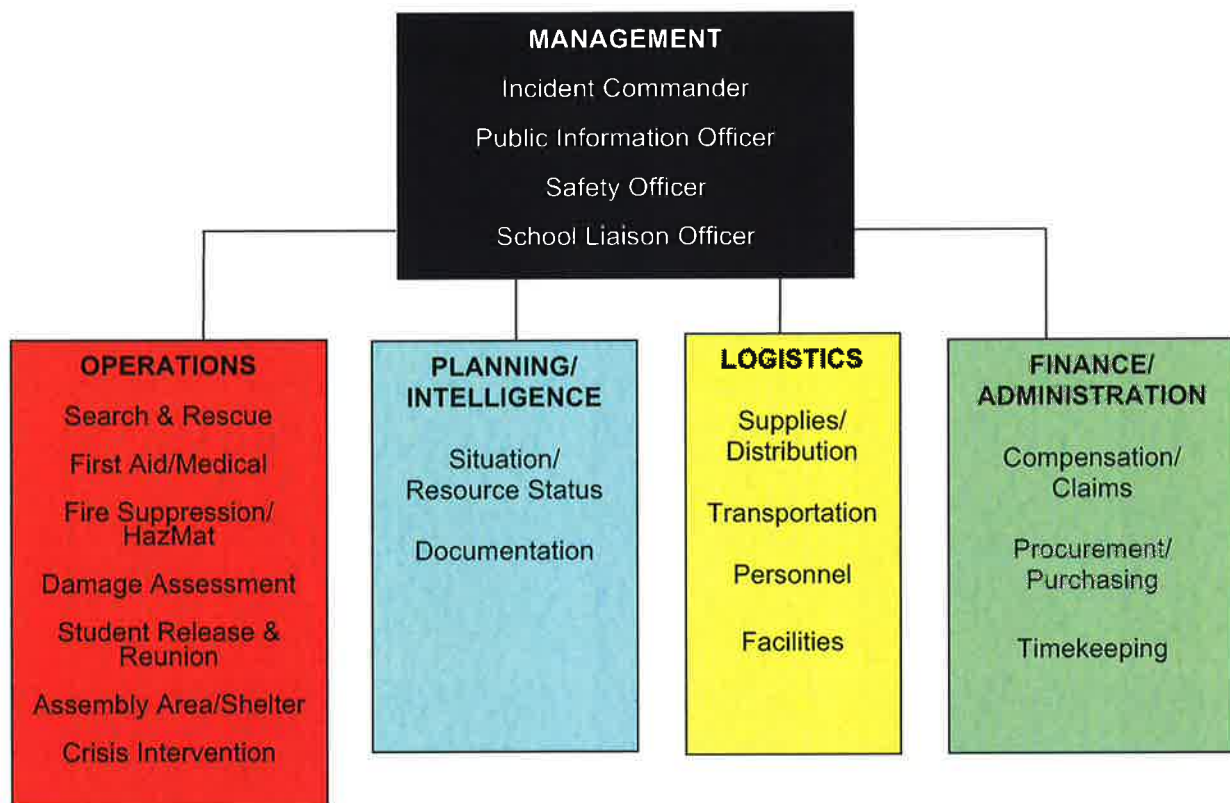 MANAGEMENT
Incident Commander
Public Information Officer
Safety Officer
School Liaison Officer
OPERATIONS
Search & Rescue
First Aid/Medical
Fire Suppression/
HazMat
Damage Assessment
Student Release &
Reunion
Assembly Area/Shelter
Crisis Intervention
PLANNING/
INTELLIGENCE
Situation/
Resource Status
Documentation
LOGISTICS
Supplies/
Distribution
Transportation
Personnel
Facilities
FINANCE/
ADMINISTRATION
Compensation/
Claims
Procurement/
Purchasing
Timekeeping